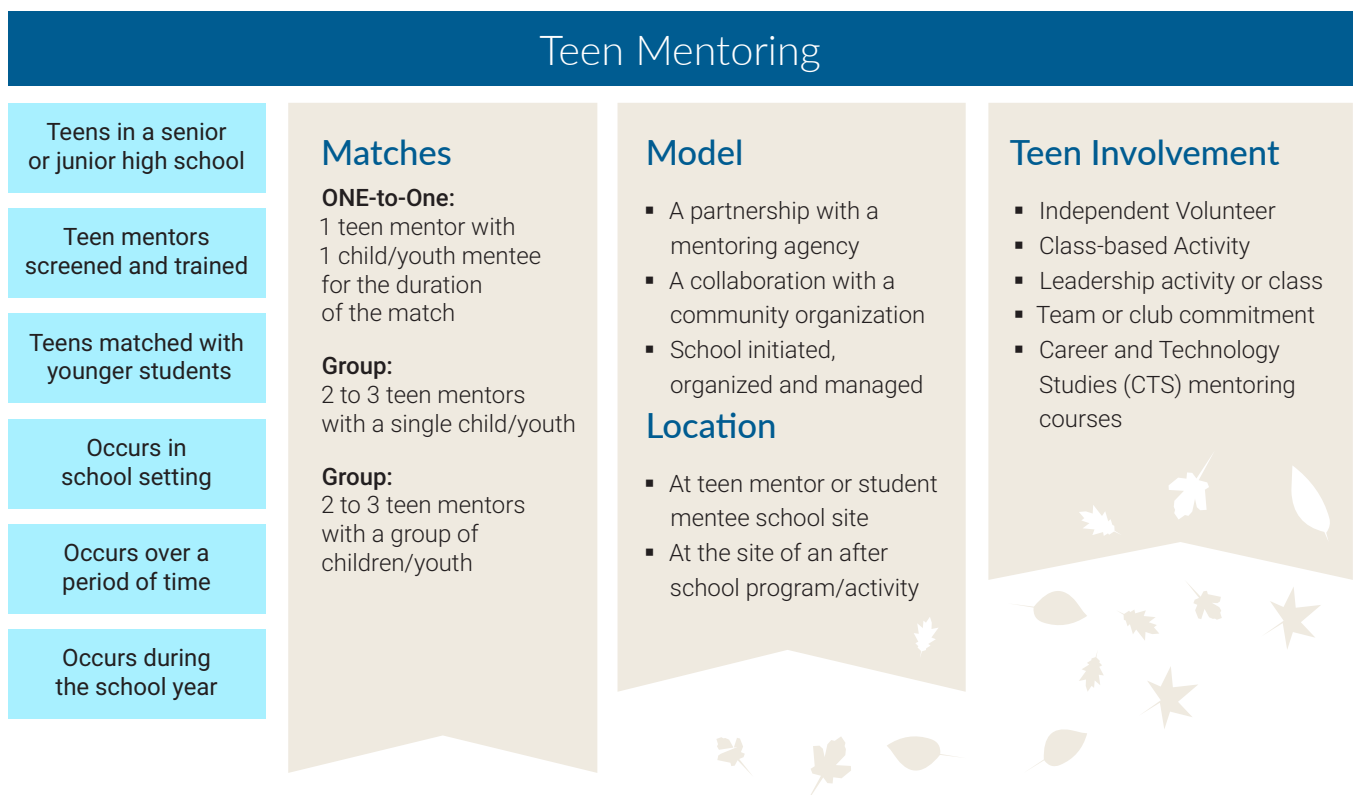 Teen Mentoring
Teens in a senior
or junior high school
Teen mentors
screened and trained
Teens matched with
younger students
Occurs in
school setting
Occurs over a
period of time
Occurs during
the school year
Matches
ONE-to-One:
1 teen mentor with
1 child/youth mentee
for the duration
of the match
Group:
2 to 3 teen mentors
with a single child/youth
Group:
2 to 3 teen mentors
with a group of
children/youth
Model
▪ A partnership with a
mentoring agency
▪ A collaboration with a
community organization
▪ School initiated,
organized and managed
Location
▪ At teen mentor or student
mentee school site
▪ At the site of an after
school program/activity
Teen Involvement
▪ Independent Volunteer
▪ Class-based Activity
▪ Leadership activity or class
▪ Team or club commitment
▪ Career and Technology
Studies (CTS) mentoring
courses